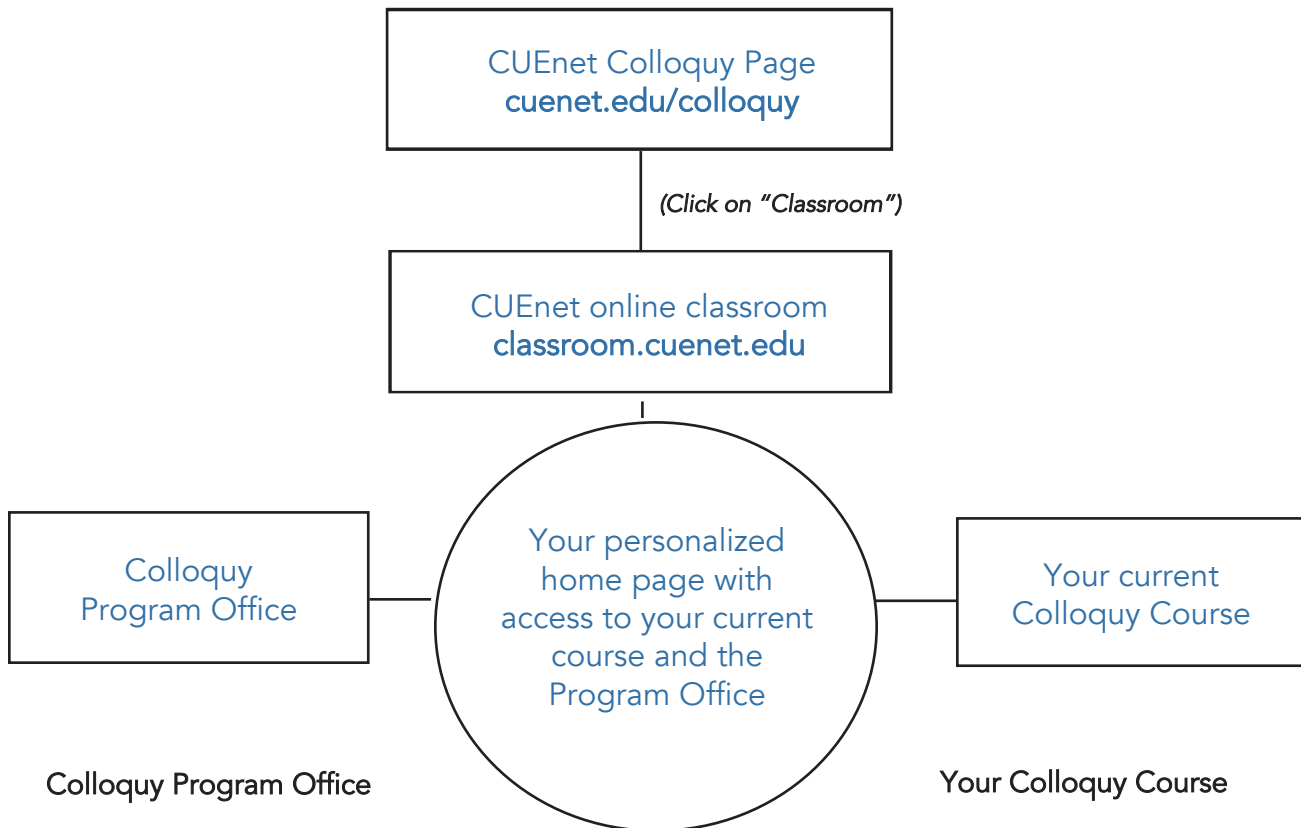 CUEnet Colloquy Page
cuenet.edu/colloquy
(Click on “Classroom”)
CUEnet online classroom
classroom.cuenet.edu
Colloquy
Program Office
Your personalized
home page with
access to your current
course and the
Program Office
Your current
Colloquy Course
Colloquy Program Office
Your Colloquy Course